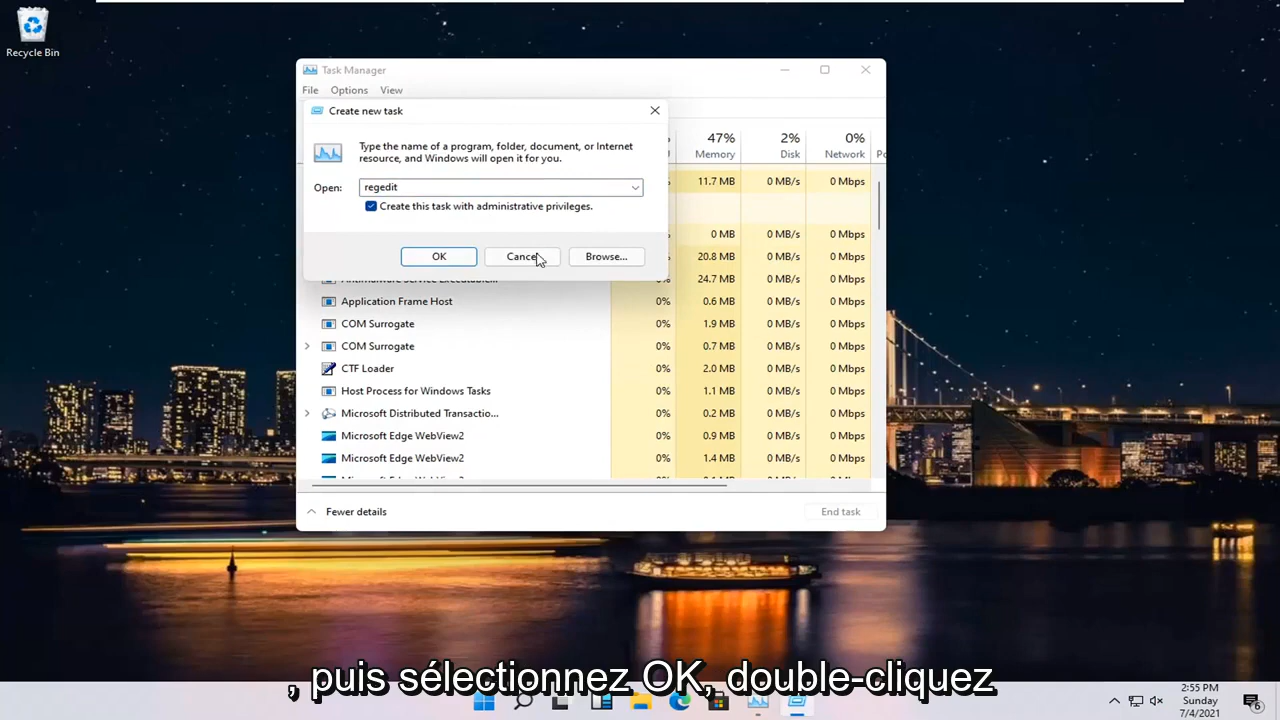 Recycle Bin
Task Manager
File Options View
Create new task
Type the name of a program, folder, document, or Internet
resource, and Windows will open it for you.
Open: regedit
Create this task with administrative privileges.
OK Cancel Browse...
47% 2% 0%
Memory Disk Network
11.7 MB 0 MB/s 0 Mbps
0 MB 0 MB/s 0 Mbps
20.8 MB 0 MB/s 0 Mbps
24.7 MB 0 MB/s 0 Mbps
Application Frame Host 0% 0.6 MB 0 MB/s 0 Mbps
COM Surrogate 0% 1.9 MB 0 MB/s 0 Mbps
COM Surrogate 0% 0.7 MB 0 MB/s 0 Mbps
CTF Loader 0% 2.0 MB 0 MB/s 0 Mbps
Host Process for Windows Tasks 0% 1.1 MB 0 MB/s 0 Mbps
Microsoft Distributed Transactio... 0% 0.2 MB 0 MB/s 0 Mbps
Microsoft Edge WebView2 0% 0.9 MB 0 MB/s 0 Mbps
Microsoft Edge WebView2 0% 1.4 MB 0 MB/s 0 Mbps
Fewer details End task
, puis sélectionnez OK, double-cliquez
2:55 PM
Sunday
7/4/2021
6